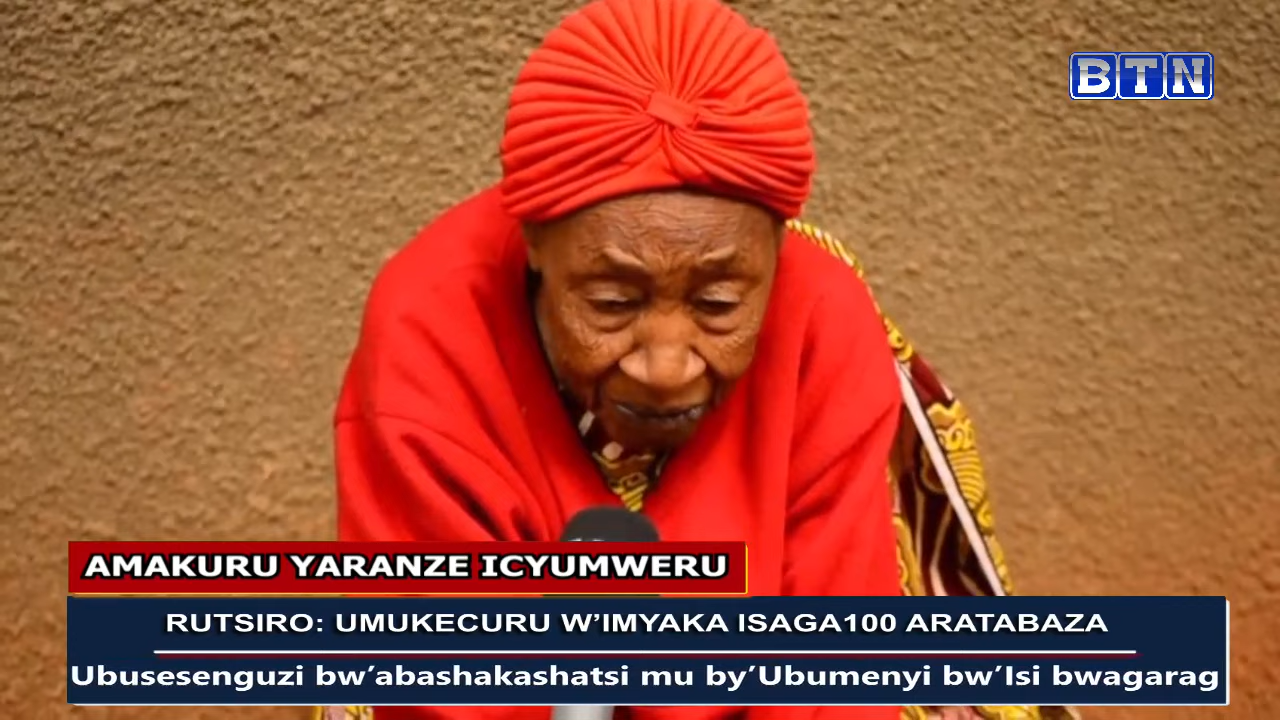 BTN
AMAKURU YARANZE ICYUMWERU
RUTSIRO: UMUKECURU W’IMYAKA ISAGA100 ARATABAZA
Ubusesenguzi bw’abashakashatsi mu by’Ubumenyi bw’Isi bwagarag